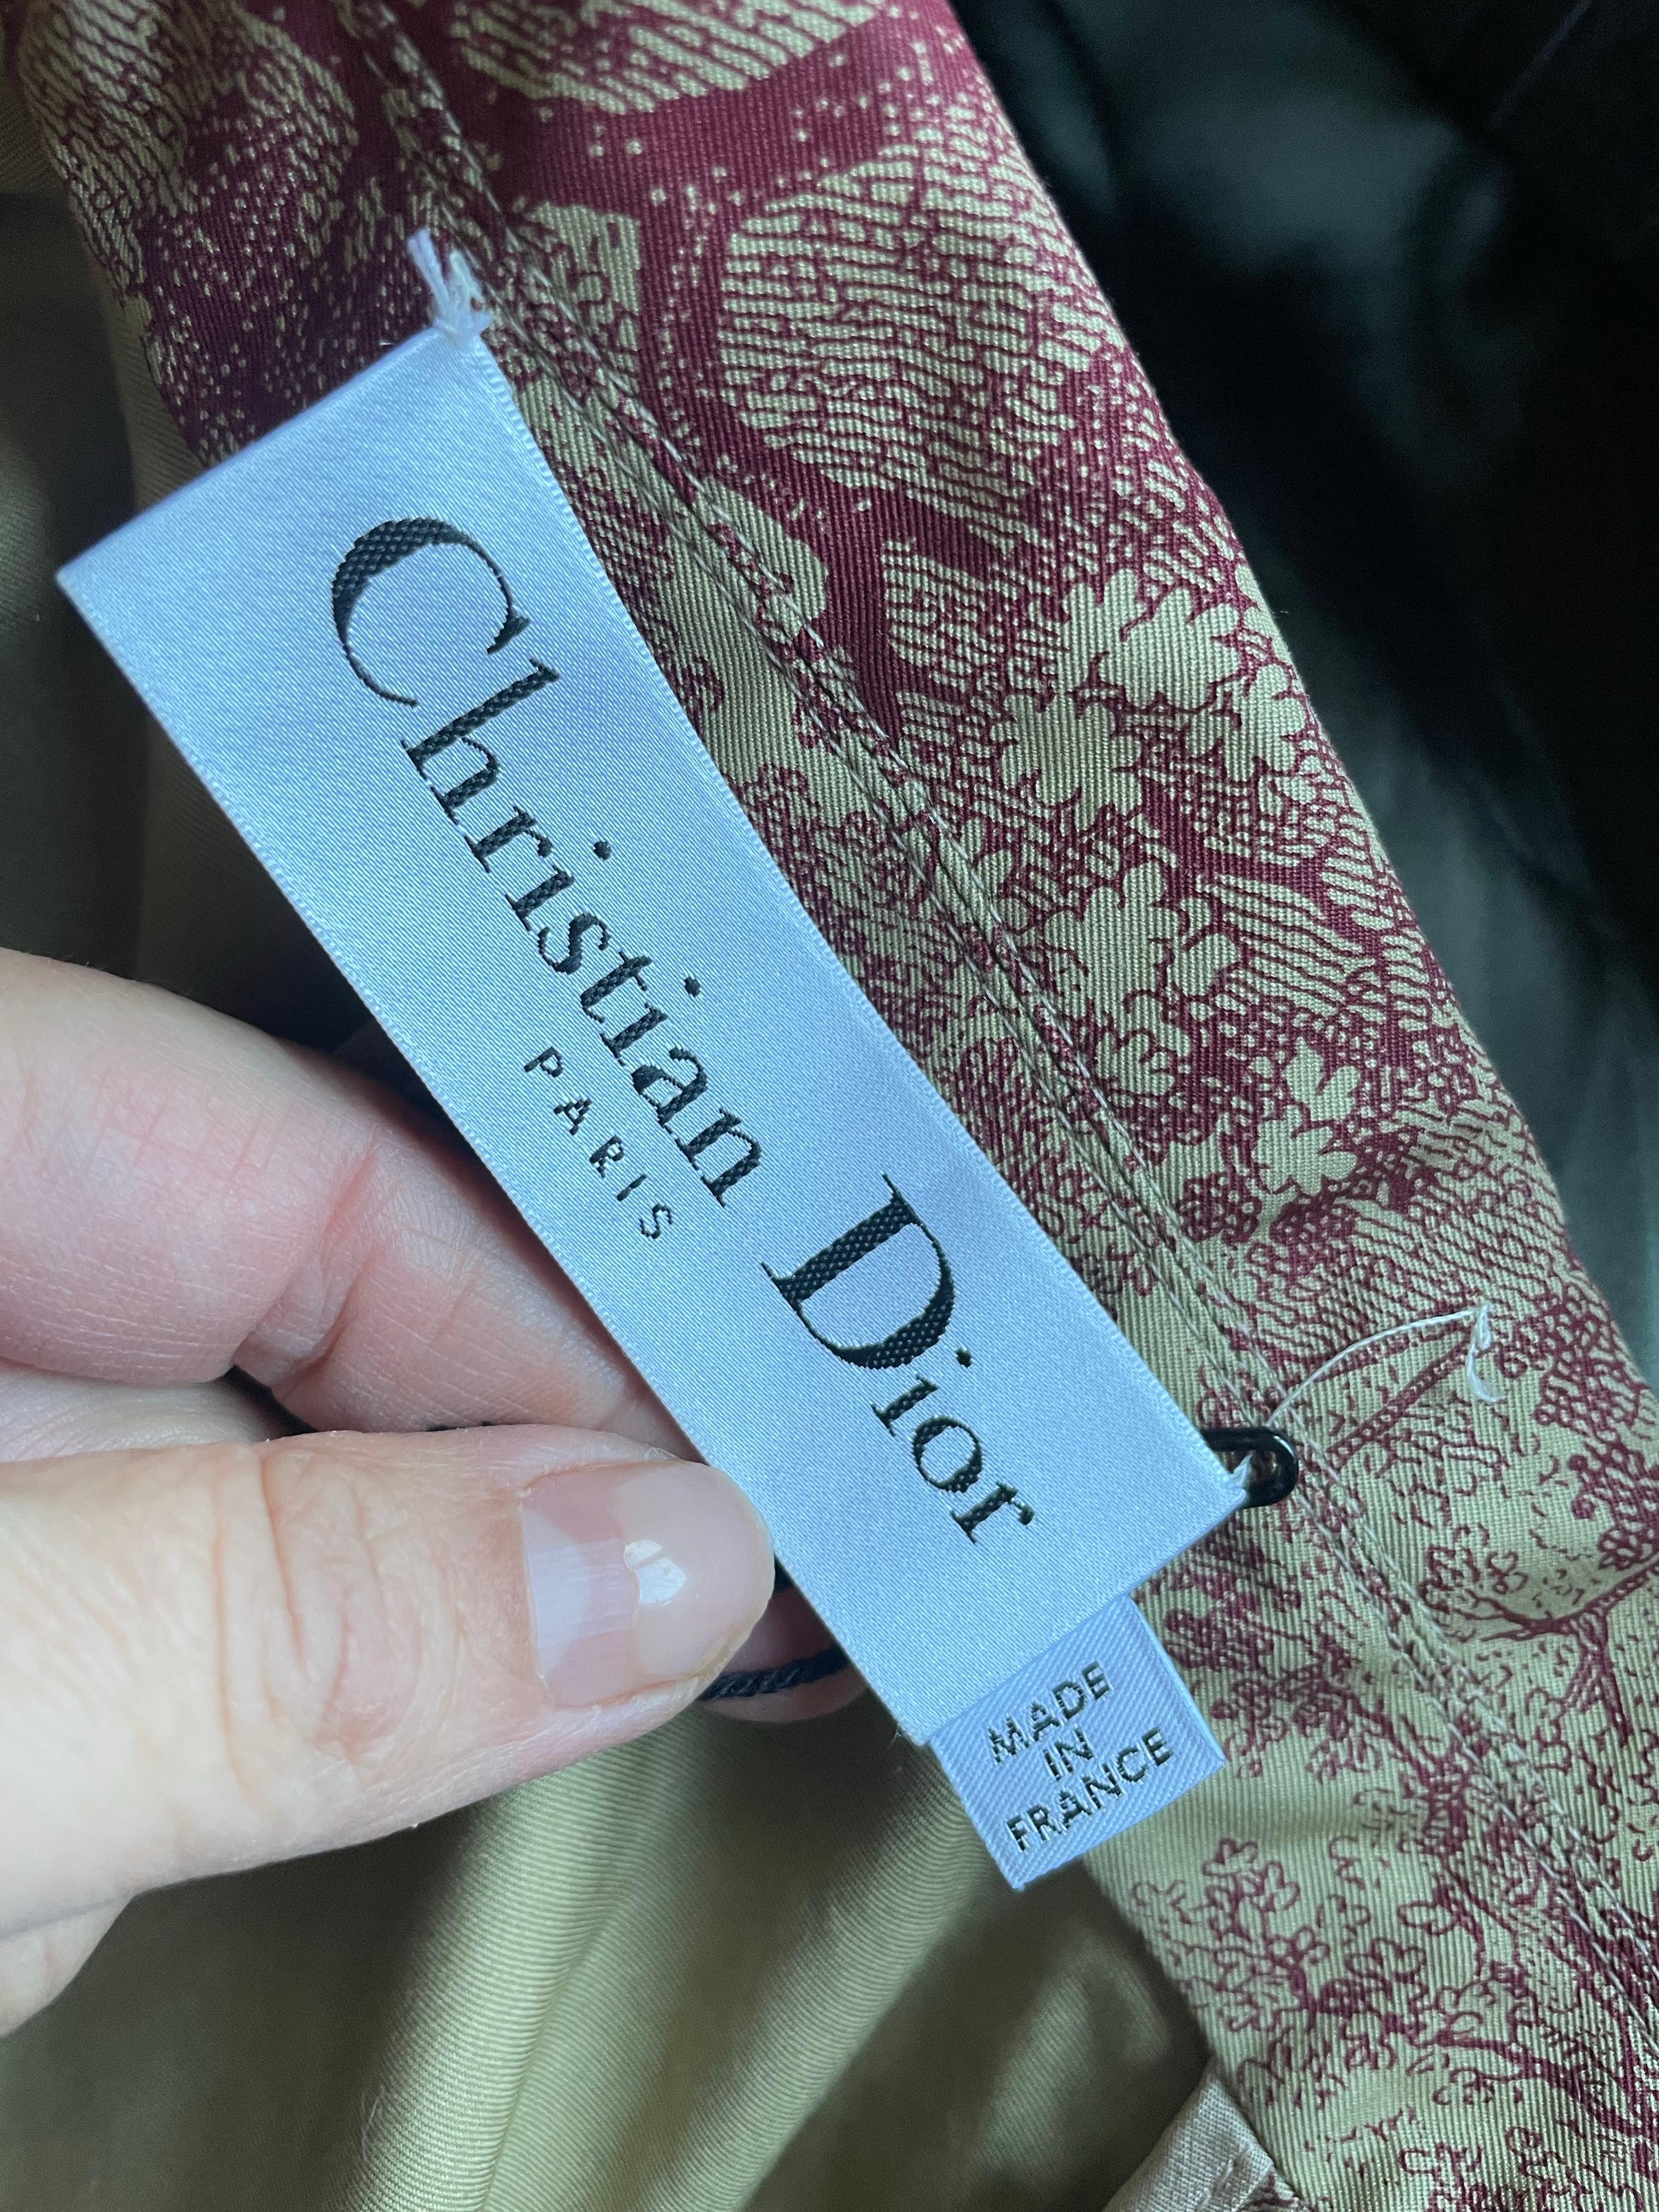 Christian Dior
PARIS
MADE
IN
FRANCE